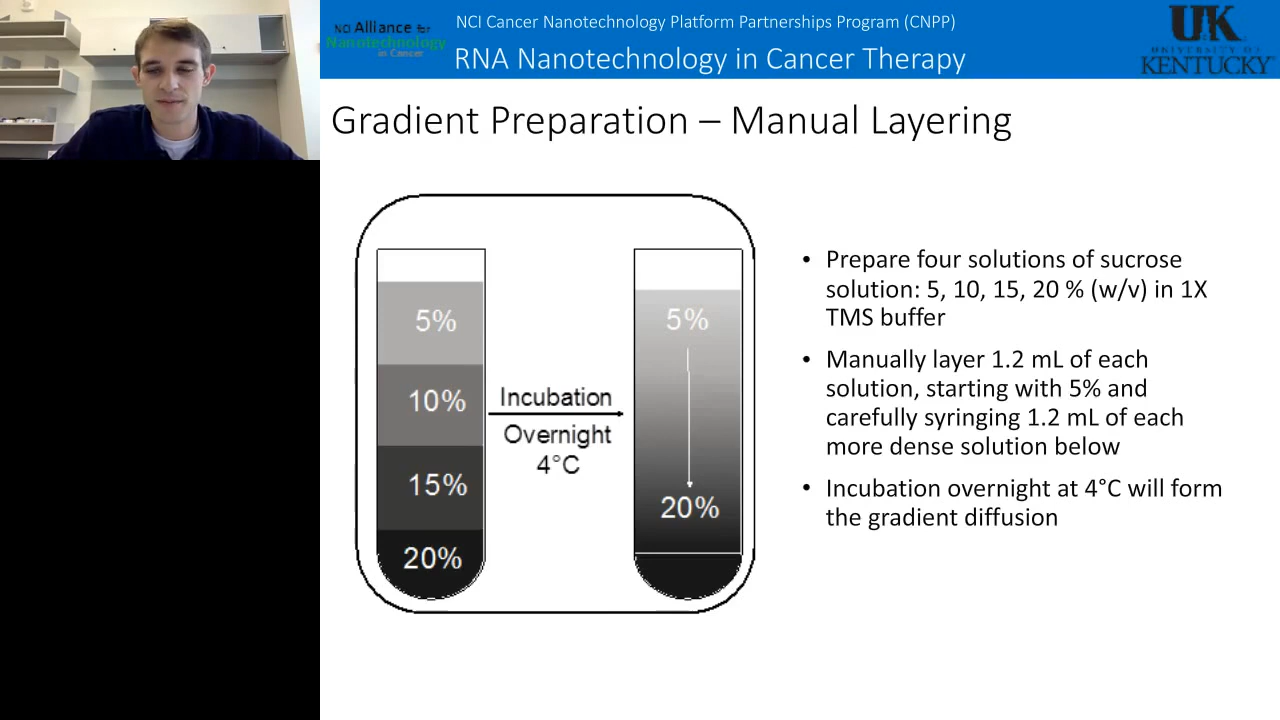 NCI Alliance for
Nanotechnology
in Cancer
NCI Cancer Nanotechnology Platform Partnerships Program (CNPP)
RNA Nanotechnology in Cancer Therapy
UK
UNIVERSITY OF
KENTUCKY
Gradient Preparation – Manual Layering
5%
10%
15%
20%
Incubation
Overnight
4°C
5%
20%
• Prepare four solutions of sucrose
solution: 5, 10, 15, 20 % (w/v) in 1X
TMS buffer
• Manually layer 1.2 mL of each
solution, starting with 5% and
carefully syringing 1.2 mL of each
more dense solution below
• Incubation overnight at 4°C will form
the gradient diffusion